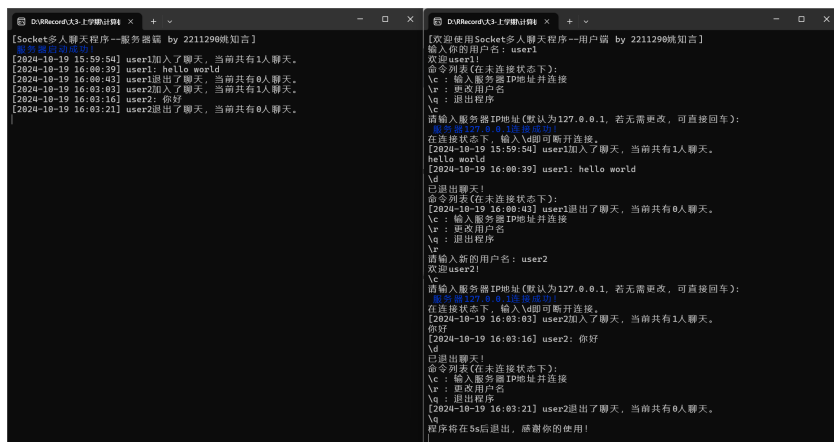 D:\RRecord\大3-上学期\计算机
[Socket多人聊天程序--服务器端 by 2211290姚知言]
服务器启动成功!
[2024-10-19 15:59:54] user1加入了聊天, 当前共有1人聊天。
[2024-10-19 16:00:39] user1: hello world
[2024-10-19 16:00:43] user1退出了聊天, 当前共有0人聊天。
[2024-10-19 16:03:03] user2加入了聊天, 当前共有1人聊天。
[2024-10-19 16:03:16] user2: 你好
[2024-10-19 16:03:21] user2退出了聊天, 当前共有0人聊天。
D:\RRecord\大3-上学期\计算机
[欢迎使用Socket多人聊天程序--用户端 by 2211290姚知言]
输入你的用户名: user1
欢迎user1!
命令列表(在未连接状态下):
\c : 输入服务器IP地址并连接
\r : 更改用户名
\q : 退出程序
\c
请输入服务器IP地址(默认为127.0.0.1, 若无需更改, 可直接回车):
服务器127.0.0.1连接成功!
在连接状态下, 输入\d即可断开连接。
[2024-10-19 15:59:54] user1加入了聊天, 当前共有1人聊天。
hello world
[2024-10-19 16:00:39] user1: hello world
\d
已退出聊天!
命令列表(在未连接状态下):
[2024-10-19 16:00:43] user1退出了聊天, 当前共有0人聊天。
\c : 输入服务器IP地址并连接
\r : 更改用户名
\q : 退出程序
\r
请输入新的用户名: user2
欢迎user2!
\c
请输入服务器IP地址(默认为127.0.0.1, 若无需更改, 可直接回车):
服务器127.0.0.1连接成功!
在连接状态下, 输入\d即可断开连接。
[2024-10-19 16:03:03] user2加入了聊天, 当前共有1人聊天。
你好
[2024-10-19 16:03:16] user2: 你好
\d
已退出聊天!
命令列表(在未连接状态下):
\c : 输入服务器IP地址并连接
\r : 更改用户名
\q : 退出程序
[2024-10-19 16:03:21] user2退出了聊天, 当前共有0人聊天。
\q
程序将在5s后退出, 感谢你的使用!